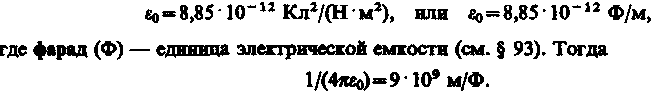 ε₀=8,85·10⁻¹² Кл²/(Н·м²), или ε₀=8,85·10⁻¹² Ф/м,
где фарад (Ф) — единица электрической емкости (см. § 93). Тогда
1/(4πε₀)=9·10⁹ м/Ф.